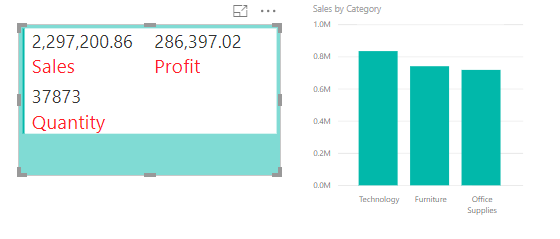 2,297,200.86 286,397.02
Sales Profit
37873
Quantity
Sales by Category
1.0M
0.8M
0.6M
0.4M
0.2M
0.0M
Technology Furniture Office
Supplies